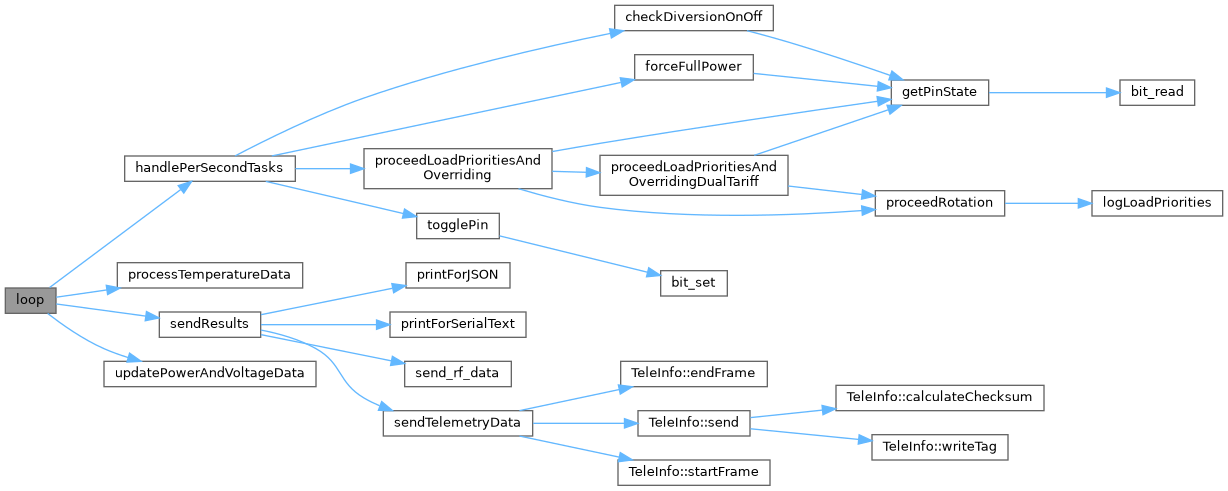 checkDiversionOnOff
forceFullPower
getPinState
bit_read
handlePerSecondTasks
proceedLoadPrioritiesAnd
Overriding
proceedLoadPrioritiesAnd
OverridingDualTariff
proceedRotation
logLoadPriorities
togglePin
bit_set
loop
processTemperatureData
printForJSON
sendResults
printForSerialText
updatePowerAndVoltageData
send_rf_data
sendTelemetryData
TeleInfo::endFrame
TeleInfo::send
TeleInfo::calculateChecksum
TeleInfo::writeTag
TeleInfo::startFrame